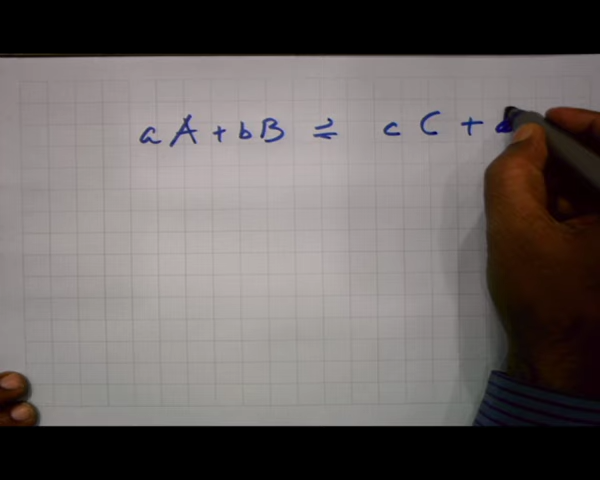 aA + bB ⇌ cC +